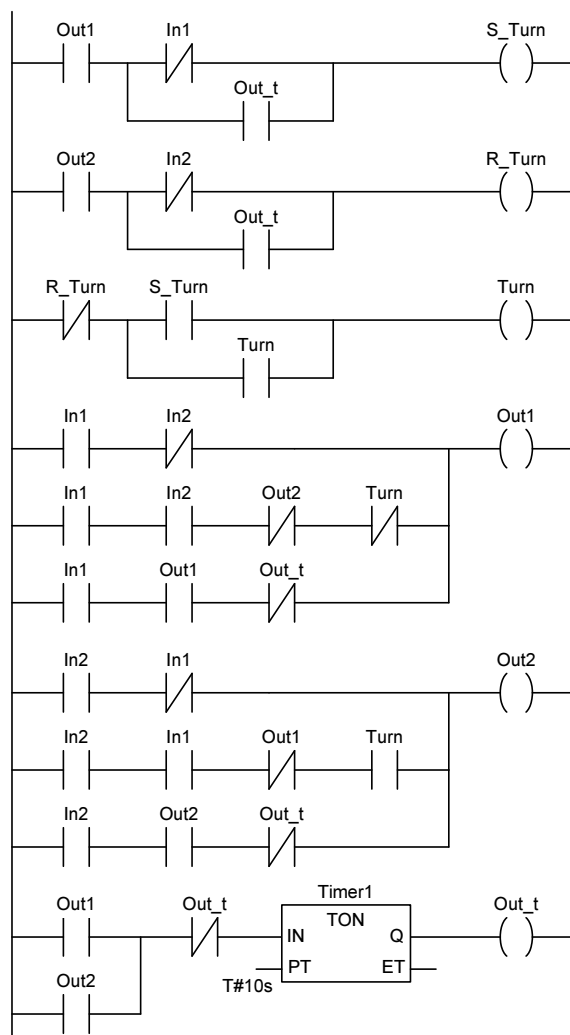 Out1 In1 S_Turn
Out_t
Out2 In2 R_Turn
Out_t
R_Turn S_Turn Turn
Turn
In1 In2 Out1
In1 In2 Out2 Turn
In1 Out1 Out_t
In2 In1 Out2
In2 In1 Out1 Turn
In2 Out2 Out_t
Timer1
Out1 Out_t TON Out_t
IN Q
PT ET
T#10s
Out2